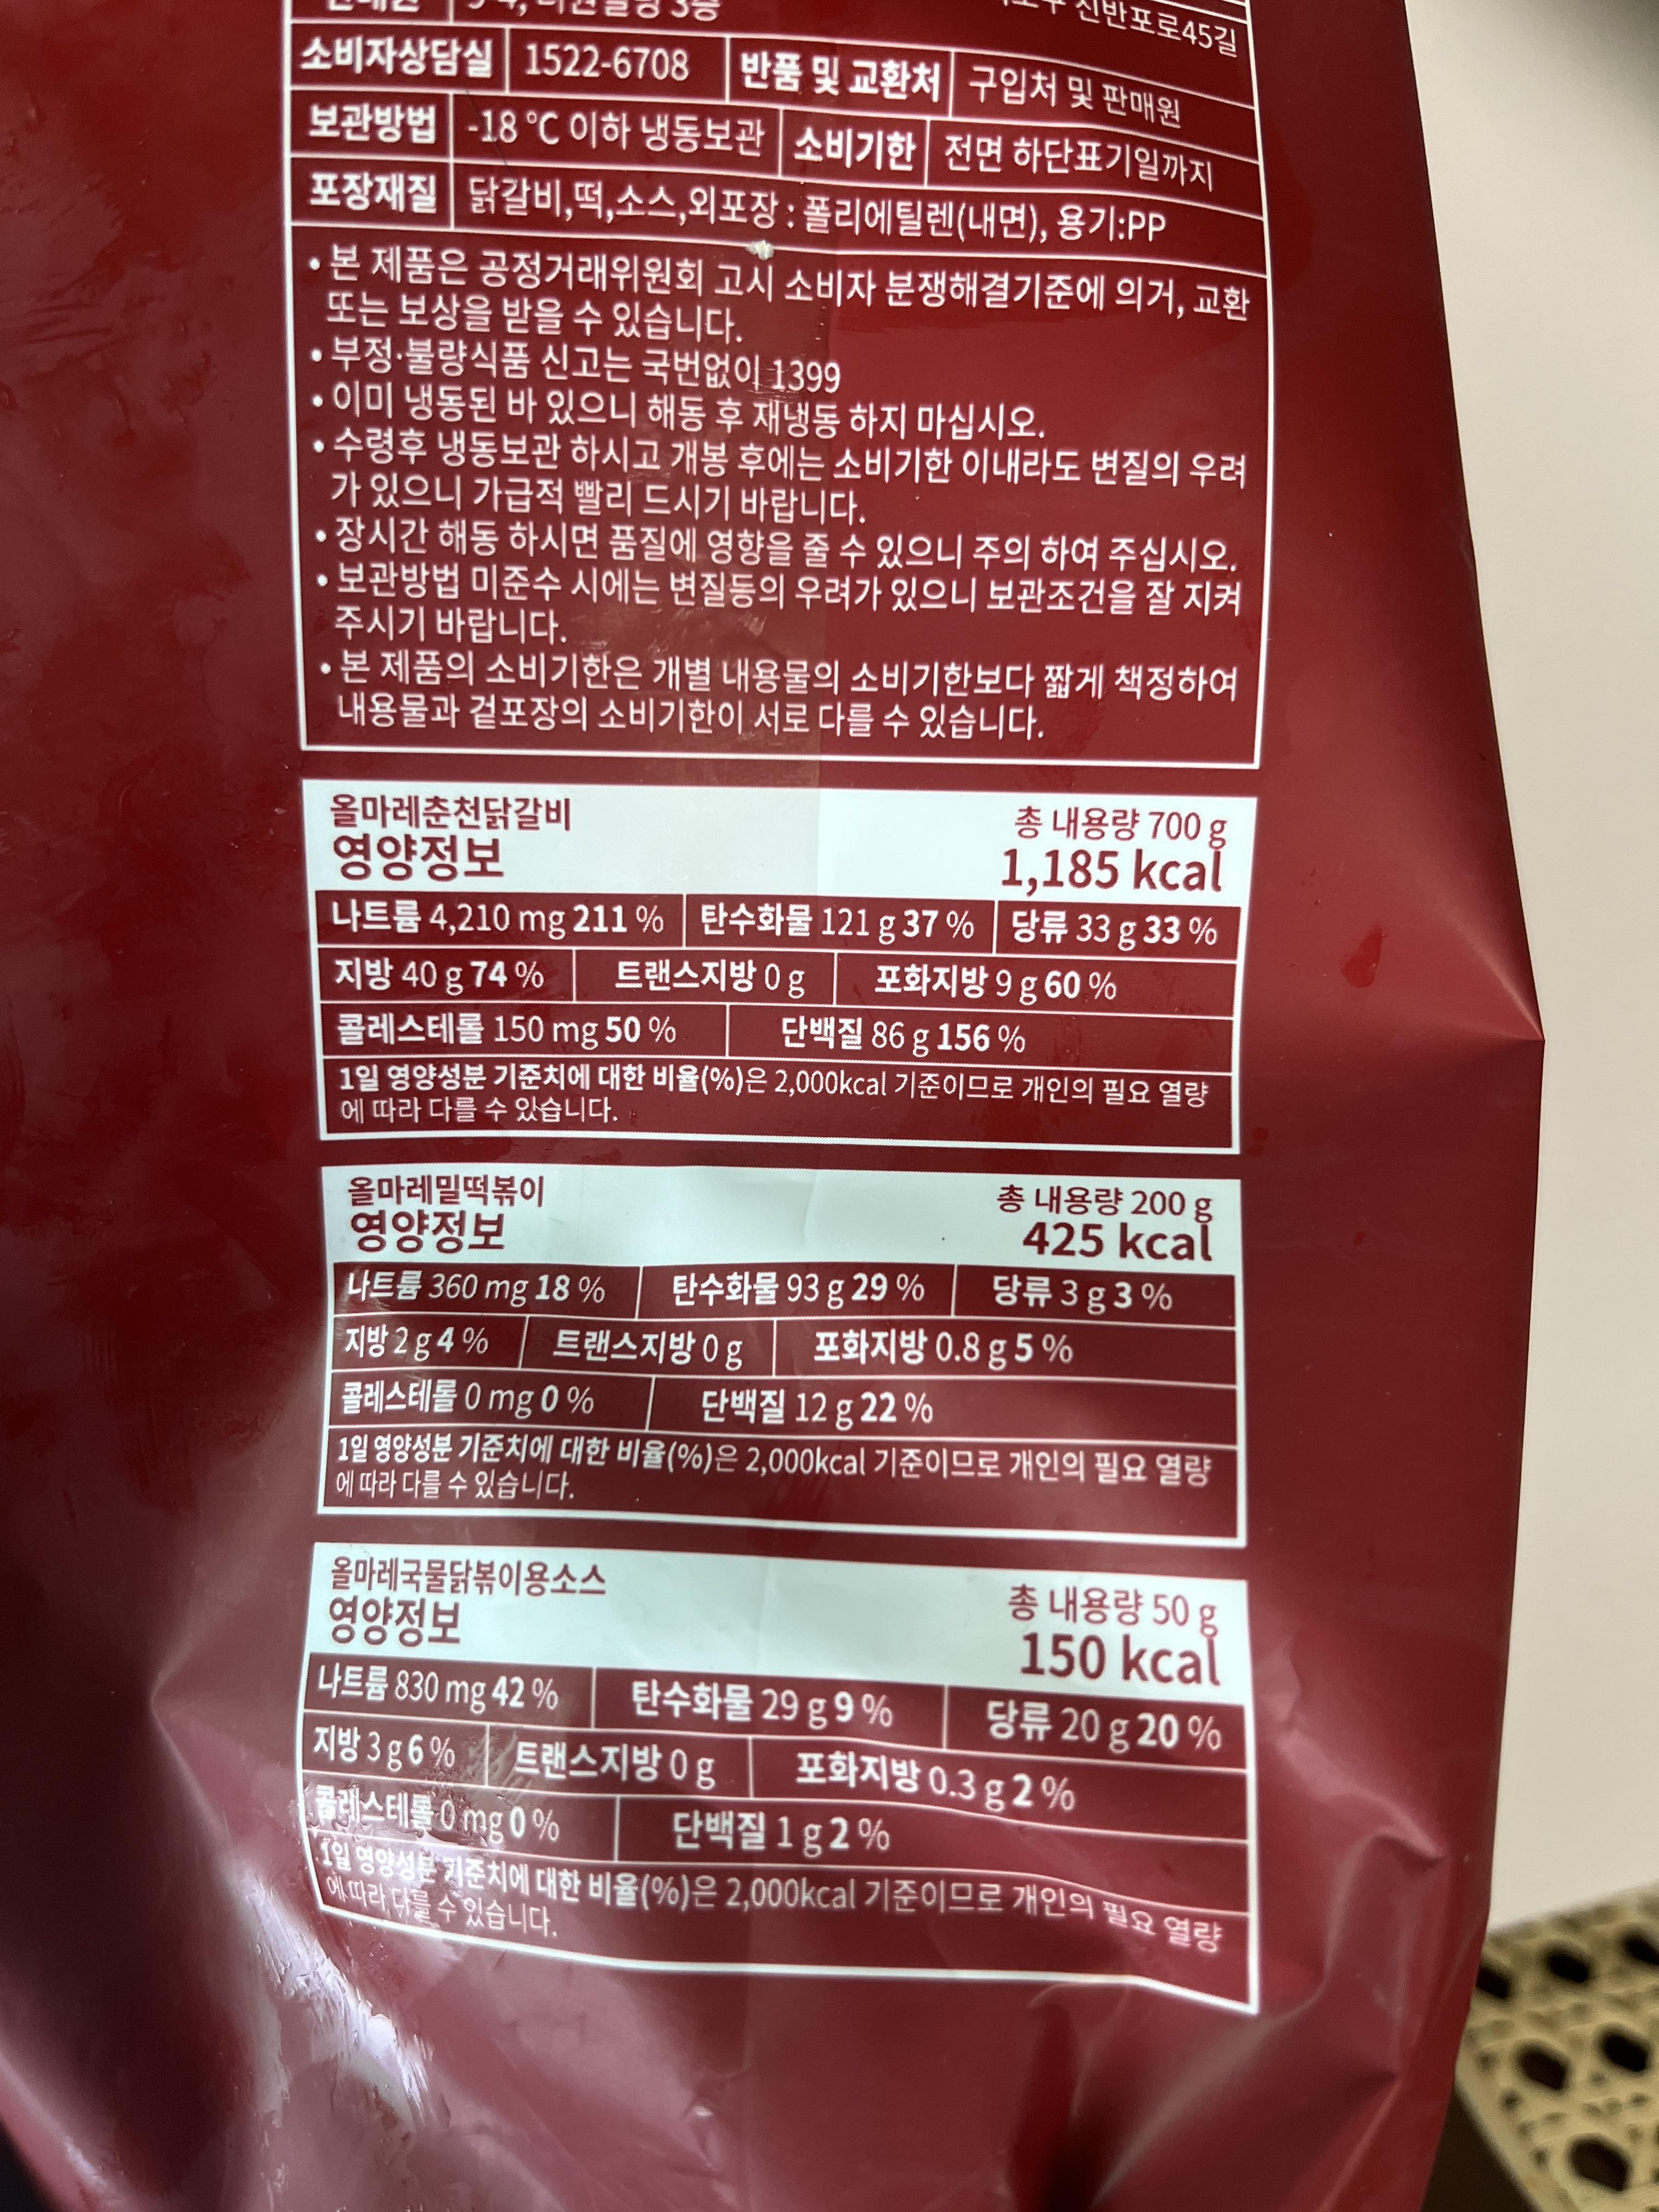 신반포로45길
소비자상담실 1522-6708 반품 및 교환처 구입처 및 판매원
보관방법 -18 ℃ 이하 냉동보관 소비기한 전면 하단표기일까지
포장재질 닭갈비,떡,소스,외포장 : 폴리에틸렌(내면), 용기:PP
• 본 제품은 공정거래위원회 고시 소비자 분쟁해결기준에 의거, 교환
또는 보상을 받을 수 있습니다.
• 부정·불량식품 신고는 국번없이 1399
• 이미 냉동된 바 있으니 해동 후 재냉동 하지 마십시오.
• 수령후 냉동보관 하시고 개봉 후에는 소비기한 이내라도 변질의 우려
가 있으니 가급적 빨리 드시기 바랍니다.
• 장시간 해동 하시면 품질에 영향을 줄 수 있으니 주의 하여 주십시오.
• 보관방법 미준수 시에는 변질등의 우려가 있으니 보관조건을 잘 지켜
주시기 바랍니다.
• 본 제품의 소비기한은 개별 내용물의 소비기한보다 짧게 책정하여
내용물과 겉포장의 소비기한이 서로 다를 수 있습니다.
올마레춘천닭갈비 총 내용량 700 g
영양정보 1,185 kcal
나트륨 4,210 mg 211 % 탄수화물 121 g 37 % 당류 33 g 33 %
지방 40 g 74 % 트랜스지방 0 g 포화지방 9 g 60 %
콜레스테롤 150 mg 50 % 단백질 86 g 156 %
1일 영양성분 기준치에 대한 비율(%)은 2,000kcal 기준이므로 개인의 필요 열량
에 따라 다를 수 있습니다.
올마레밀떡볶이 총 내용량 200 g
영양정보 425 kcal
나트륨 360 mg 18 % 탄수화물 93 g 29 % 당류 3 g 3 %
지방 2 g 4 % 트랜스지방 0 g 포화지방 0.8 g 5 %
콜레스테롤 0 mg 0 % 단백질 12 g 22 %
1일 영양성분 기준치에 대한 비율(%)은 2,000kcal 기준이므로 개인의 필요 열량
에 따라 다를 수 있습니다.
올마레국물닭볶이용소스 총 내용량 50 g
영양정보 150 kcal
나트륨 830 mg 42 % 탄수화물 29 g 9 % 당류 20 g 20 %
지방 3 g 6 % 트랜스지방 0 g 포화지방 0.3 g 2 %
콜레스테롤 0 mg 0 % 단백질 1 g 2 %
1일 영양성분 기준치에 대한 비율(%)은 2,000kcal 기준이므로 개인의 필요 열량
에 따라 다를 수 있습니다.